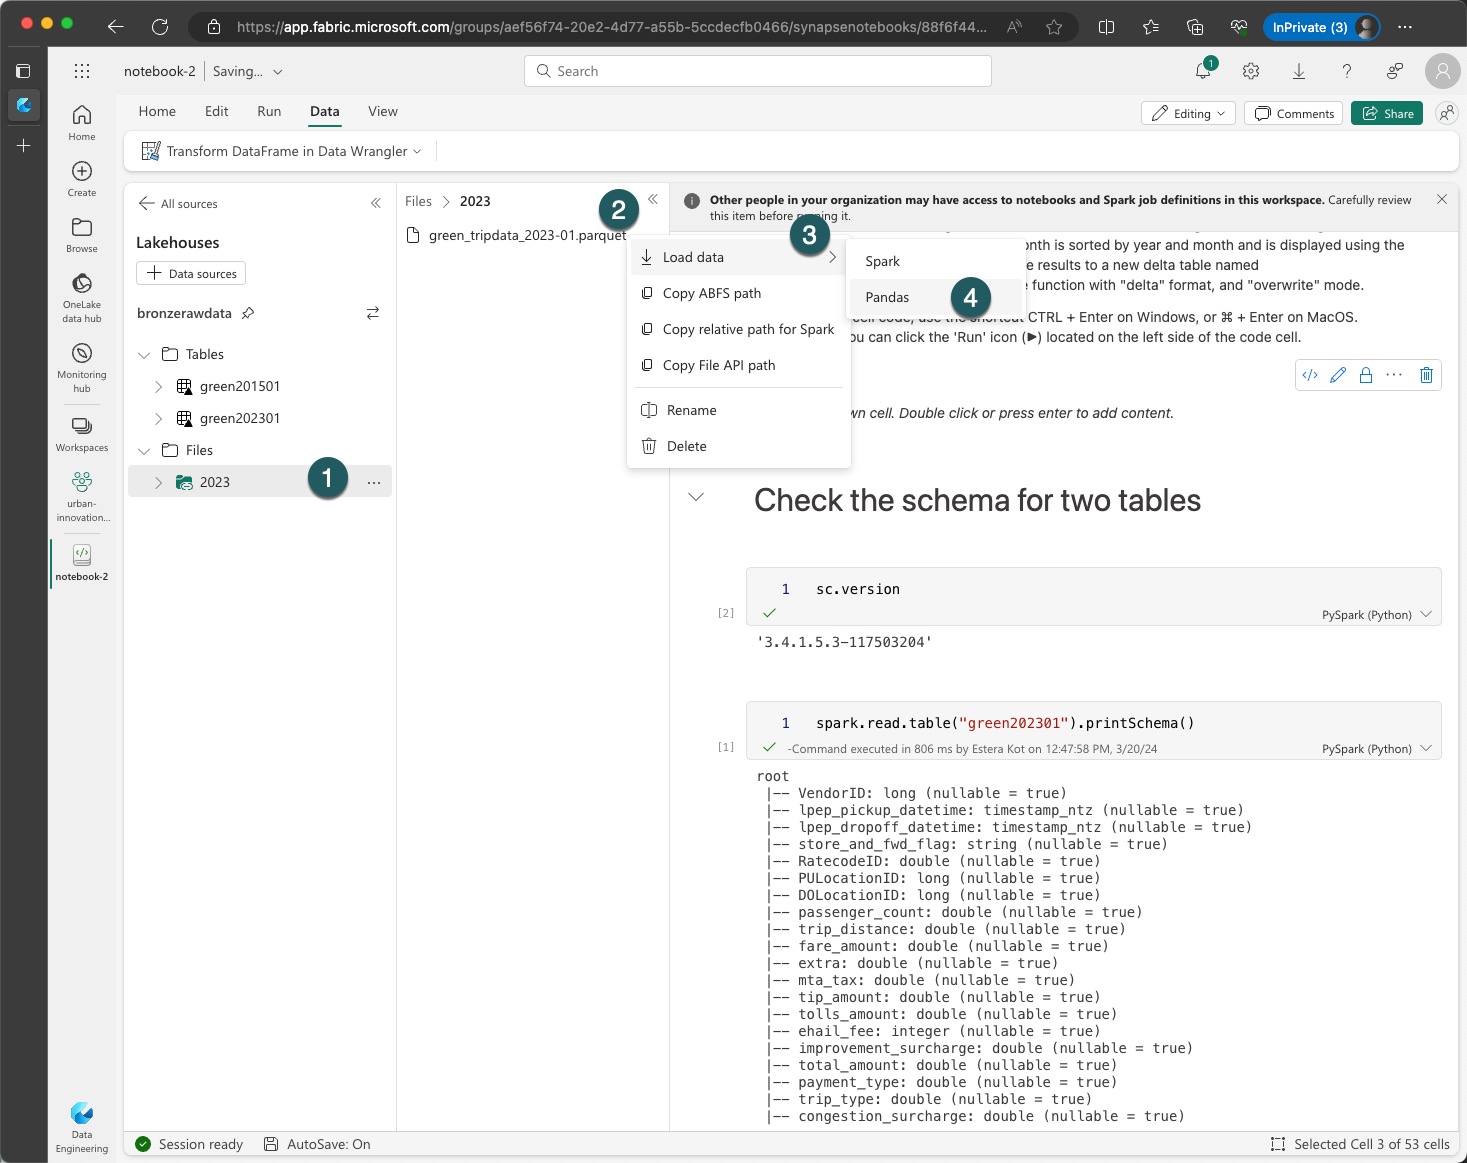 https://app.fabric.microsoft.com/groups/aef56f74-20e2-4d77-a55b-5ccdecfb0466/synapsenotebooks/88f6f44...
InPrivate (3)
notebook-2
Saving...
Search
1
Home
Edit
Run
Data
View
Editing
Comments
Share
Transform DataFrame in Data Wrangler
Home
Create
Browse
OneLake
data hub
Monitoring
hub
Workspaces
urban-
innovation...
notebook-2
Data
Engineering
All sources
Lakehouses
Data sources
bronzerawdata
Tables
green201501
green202301
Files
2023
1
Files > 2023
2
green_tripdata_2023-01.parquet
Load data
3
Copy ABFS path
Copy relative path for Spark
Copy File API path
Rename
Delete
Spark
Pandas
4
Other people in your organization may have access to notebooks and Spark job definitions in this workspace. Carefully review
this item before running it.
onth is sorted by year and month and is displayed using the
e results to a new delta table named
e function with "delta" format, and "overwrite" mode.
cell code, use the shortcut CTRL + Enter on Windows, or ⌘ + Enter on MacOS.
ou can click the 'Run' icon (▶) located on the left side of the code cell.
wn cell. Double click or press enter to add content.
Check the schema for two tables
1 sc.version
[2]
PySpark (Python)
'3.4.1.5.3-117503204'
1 spark.read.table("green202301").printSchema()
[1]
-Command executed in 806 ms by Estera Kot on 12:47:58 PM, 3/20/24
PySpark (Python)
root
|-- VendorID: long (nullable = true)
|-- lpep_pickup_datetime: timestamp_ntz (nullable = true)
|-- lpep_dropoff_datetime: timestamp_ntz (nullable = true)
|-- store_and_fwd_flag: string (nullable = true)
|-- RatecodeID: double (nullable = true)
|-- PULocationID: long (nullable = true)
|-- DOLocationID: long (nullable = true)
|-- passenger_count: double (nullable = true)
|-- trip_distance: double (nullable = true)
|-- fare_amount: double (nullable = true)
|-- extra: double (nullable = true)
|-- mta_tax: double (nullable = true)
|-- tip_amount: double (nullable = true)
|-- tolls_amount: double (nullable = true)
|-- ehail_fee: integer (nullable = true)
|-- improvement_surcharge: double (nullable = true)
|-- total_amount: double (nullable = true)
|-- payment_type: double (nullable = true)
|-- trip_type: double (nullable = true)
|-- congestion_surcharge: double (nullable = true)
Session ready
AutoSave: On
Selected Cell 3 of 53 cells